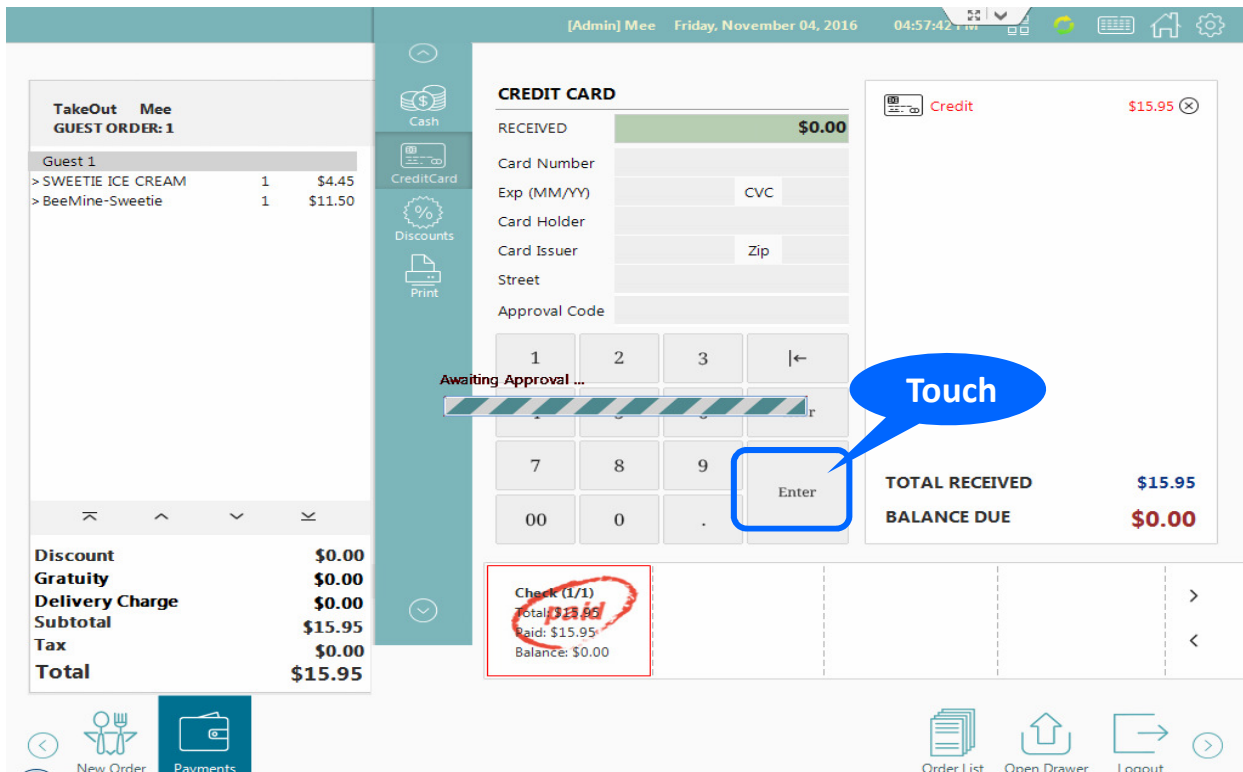 [Admin] Mee Friday, November 04, 2016 04:57:42 PM
TakeOut Mee
GUEST ORDER: 1
Guest 1
> SWEETIE ICE CREAM 1 $4.45
> BeeMine-Sweetie 1 $11.50
Discount $0.00
Gratuity $0.00
Delivery Charge $0.00
Subtotal $15.95
Tax $0.00
Total $15.95
Cash
CreditCard
Discounts
Print
CREDIT CARD
RECEIVED $0.00
Card Number
Exp (MM/YY) CVC
Card Holder
Card Issuer Zip
Street
Approval Code
1 2 3 |←
Awaiting Approval ...
7 8 9
Enter
00 0 .
Touch
Credit $15.95
TOTAL RECEIVED $15.95
BALANCE DUE $0.00
Check (1/1)
Total: $15.95
paid
Paid: $15.95
Balance: $0.00
New Order
Payments
Order List
Open Drawer
Logout